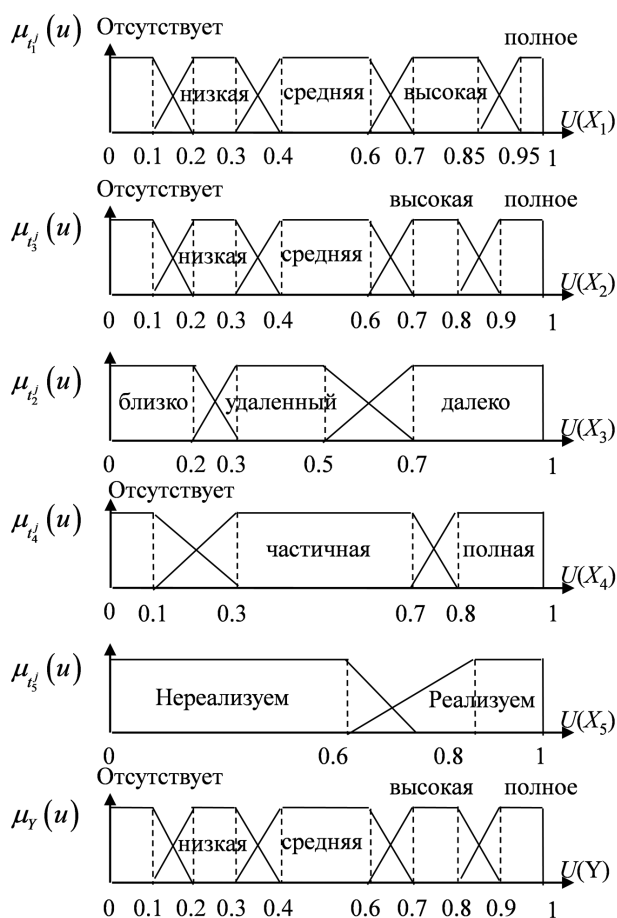 μ_{t_1^j}(u) Отсутствует полное
низкая средняя высокая
U(X_1)
0 0.1 0.2 0.3 0.4 0.6 0.7 0.85 0.95 1
μ_{t_3^j}(u) Отсутствует высокая полное
низкая средняя
U(X_2)
0 0.1 0.2 0.3 0.4 0.6 0.7 0.8 0.9 1
μ_{t_2^j}(u)
близко удаленный далеко
U(X_3)
0 0.2 0.3 0.5 0.7 1
μ_{t_4^j}(u) Отсутствует
частичная полная
U(X_4)
0 0.1 0.3 0.7 0.8 1
μ_{t_5^j}(u)
Нереализуем Реализуем
U(X_5)
0 0.6 0.8 1
μ_Y(u) Отсутствует высокая полное
низкая средняя
U(Y)
0 0.1 0.2 0.3 0.4 0.6 0.7 0.8 0.9 1